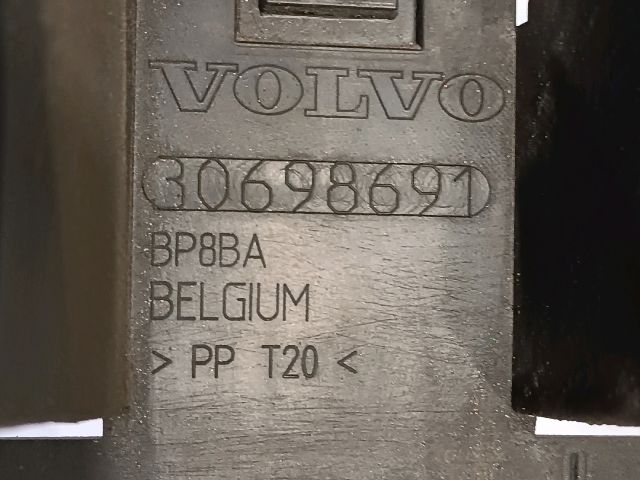 VOLVO
30698691
BP8BA
BELGIUM
> PP T20 <